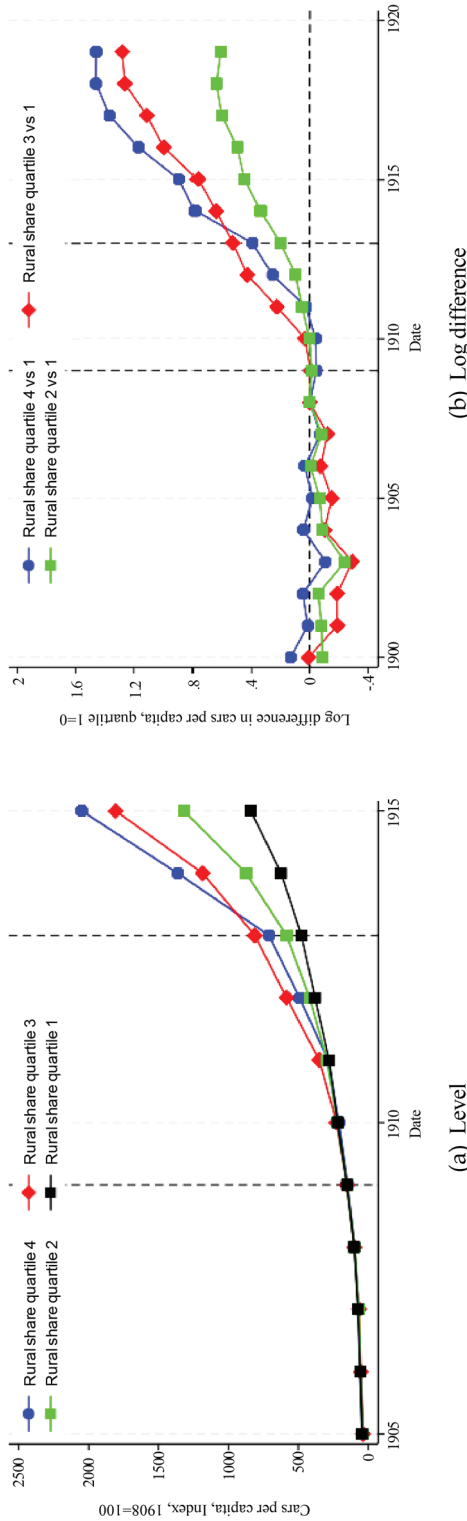 Rural share quartile 4
Rural share quartile 3
Rural share quartile 2
Rural share quartile 1
Cars per capita, Index, 1908=100
2500
2000
1500
1000
500
0
1905
1910
1915
Date
(a) Level
Rural share quartile 4 vs 1
Rural share quartile 3 vs 1
Rural share quartile 2 vs 1
Log difference in cars per capita, quartile 1=0
2
1.6
1.2
.8
.4
0
-.4
1900
1905
1910
1915
1920
Date
(b) Log difference